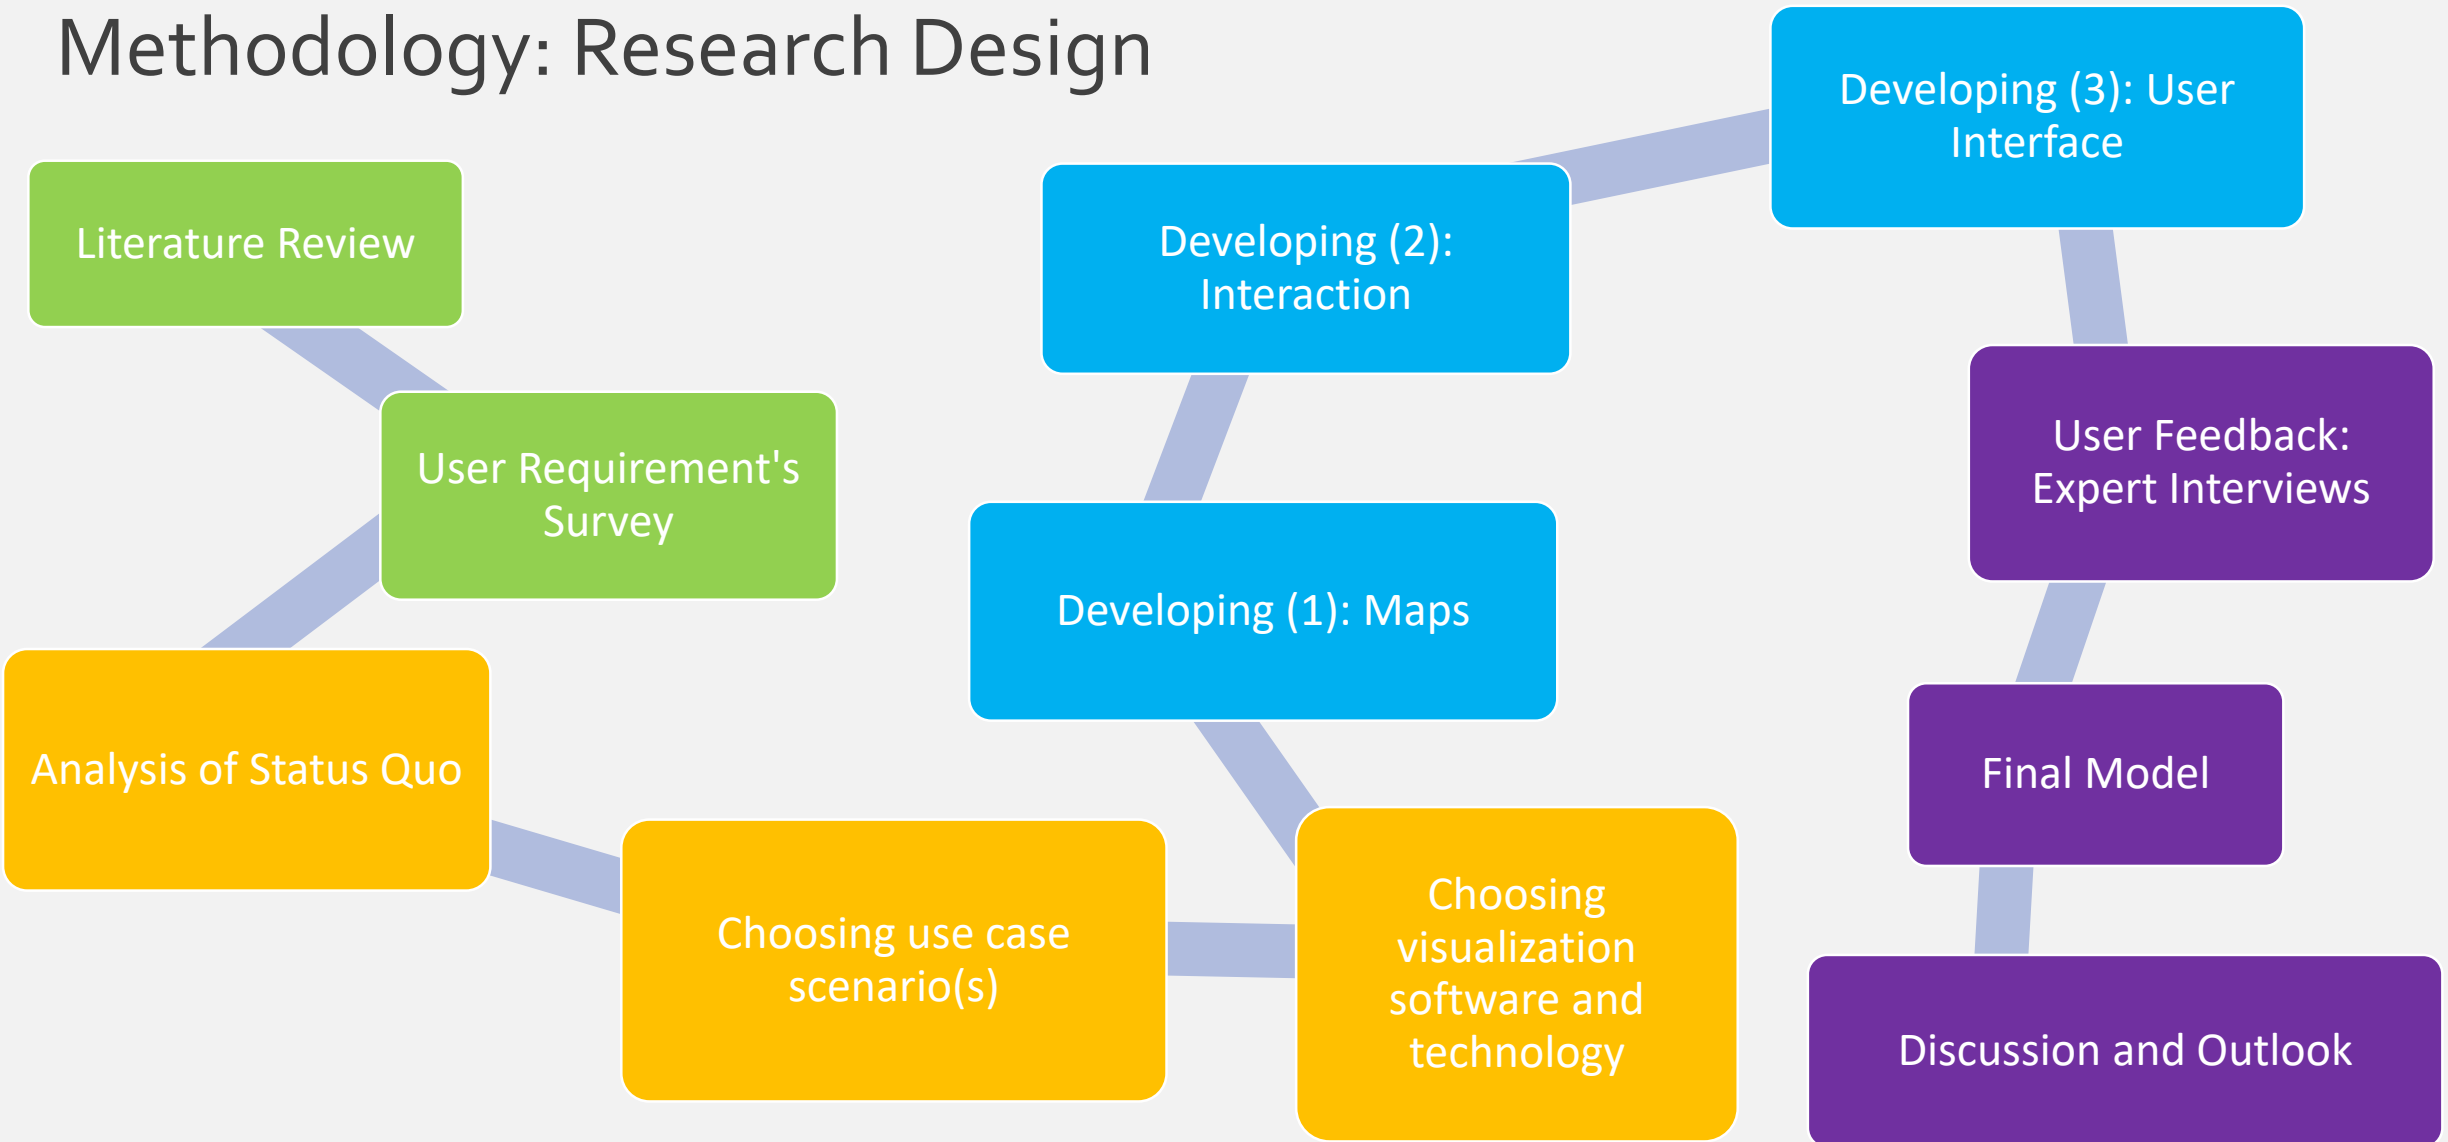 Methodology: Research Design
Literature Review
User Requirement's
Survey
Analysis of Status Quo
Choosing use case
scenario(s)
Choosing
visualization
software and
technology
Developing (1): Maps
Developing (2):
Interaction
Developing (3): User
Interface
User Feedback:
Expert Interviews
Final Model
Discussion and Outlook